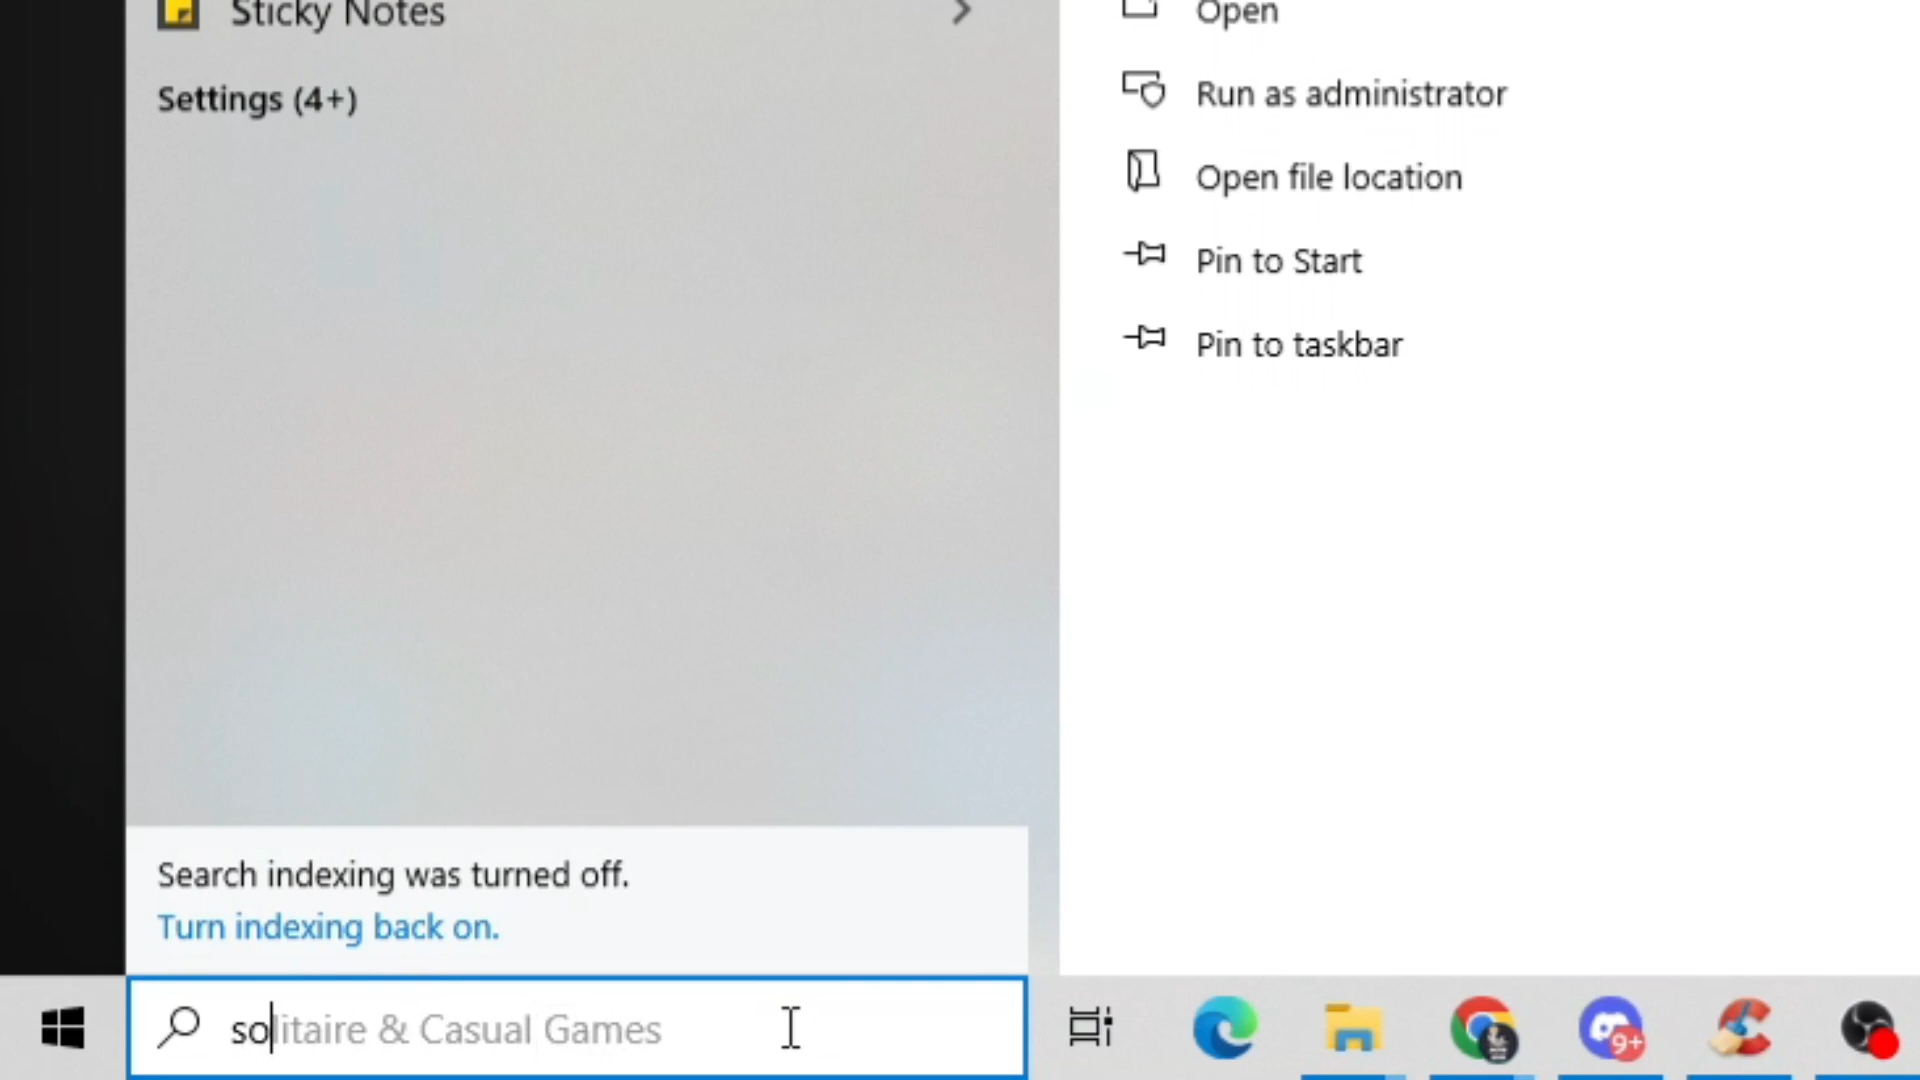 Sticky Notes
Settings (4+)
Open
Run as administrator
Open file location
Pin to Start
Pin to taskbar
Search indexing was turned off.
Turn indexing back on.
solitaire & Casual Games
9+